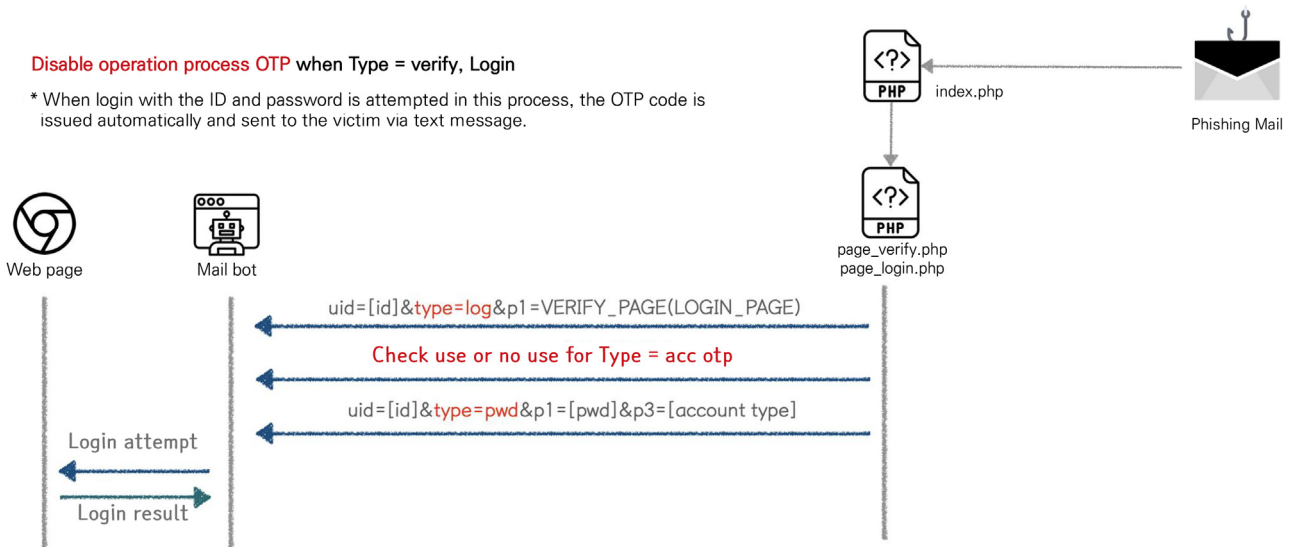 Disable operation process OTP when Type = verify, Login
* When login with the ID and password is attempted in this process, the OTP code is
issued automatically and sent to the victim via text message.
<?>
PHP
index.php
Phishing Mail
<?>
PHP
page_verify.php
page_login.php
Web page
Mail bot
uid=[id]&type=log&p1=VERIFY_PAGE(LOGIN_PAGE)
Check use or no use for Type = acc otp
uid=[id]&type=pwd&p1=[pwd]&p3=[account type]
Login attempt
Login result